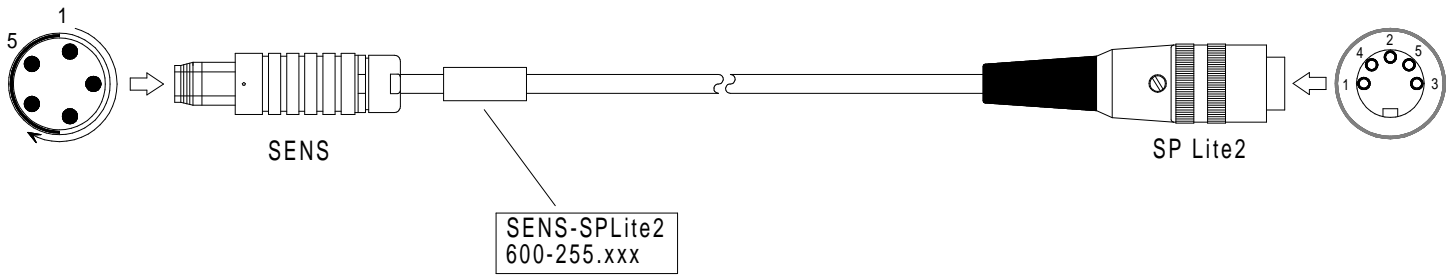 1
5
SENS
SENS-SPLite2
600-255.xxx
SP Lite2
2
4 5
1 3